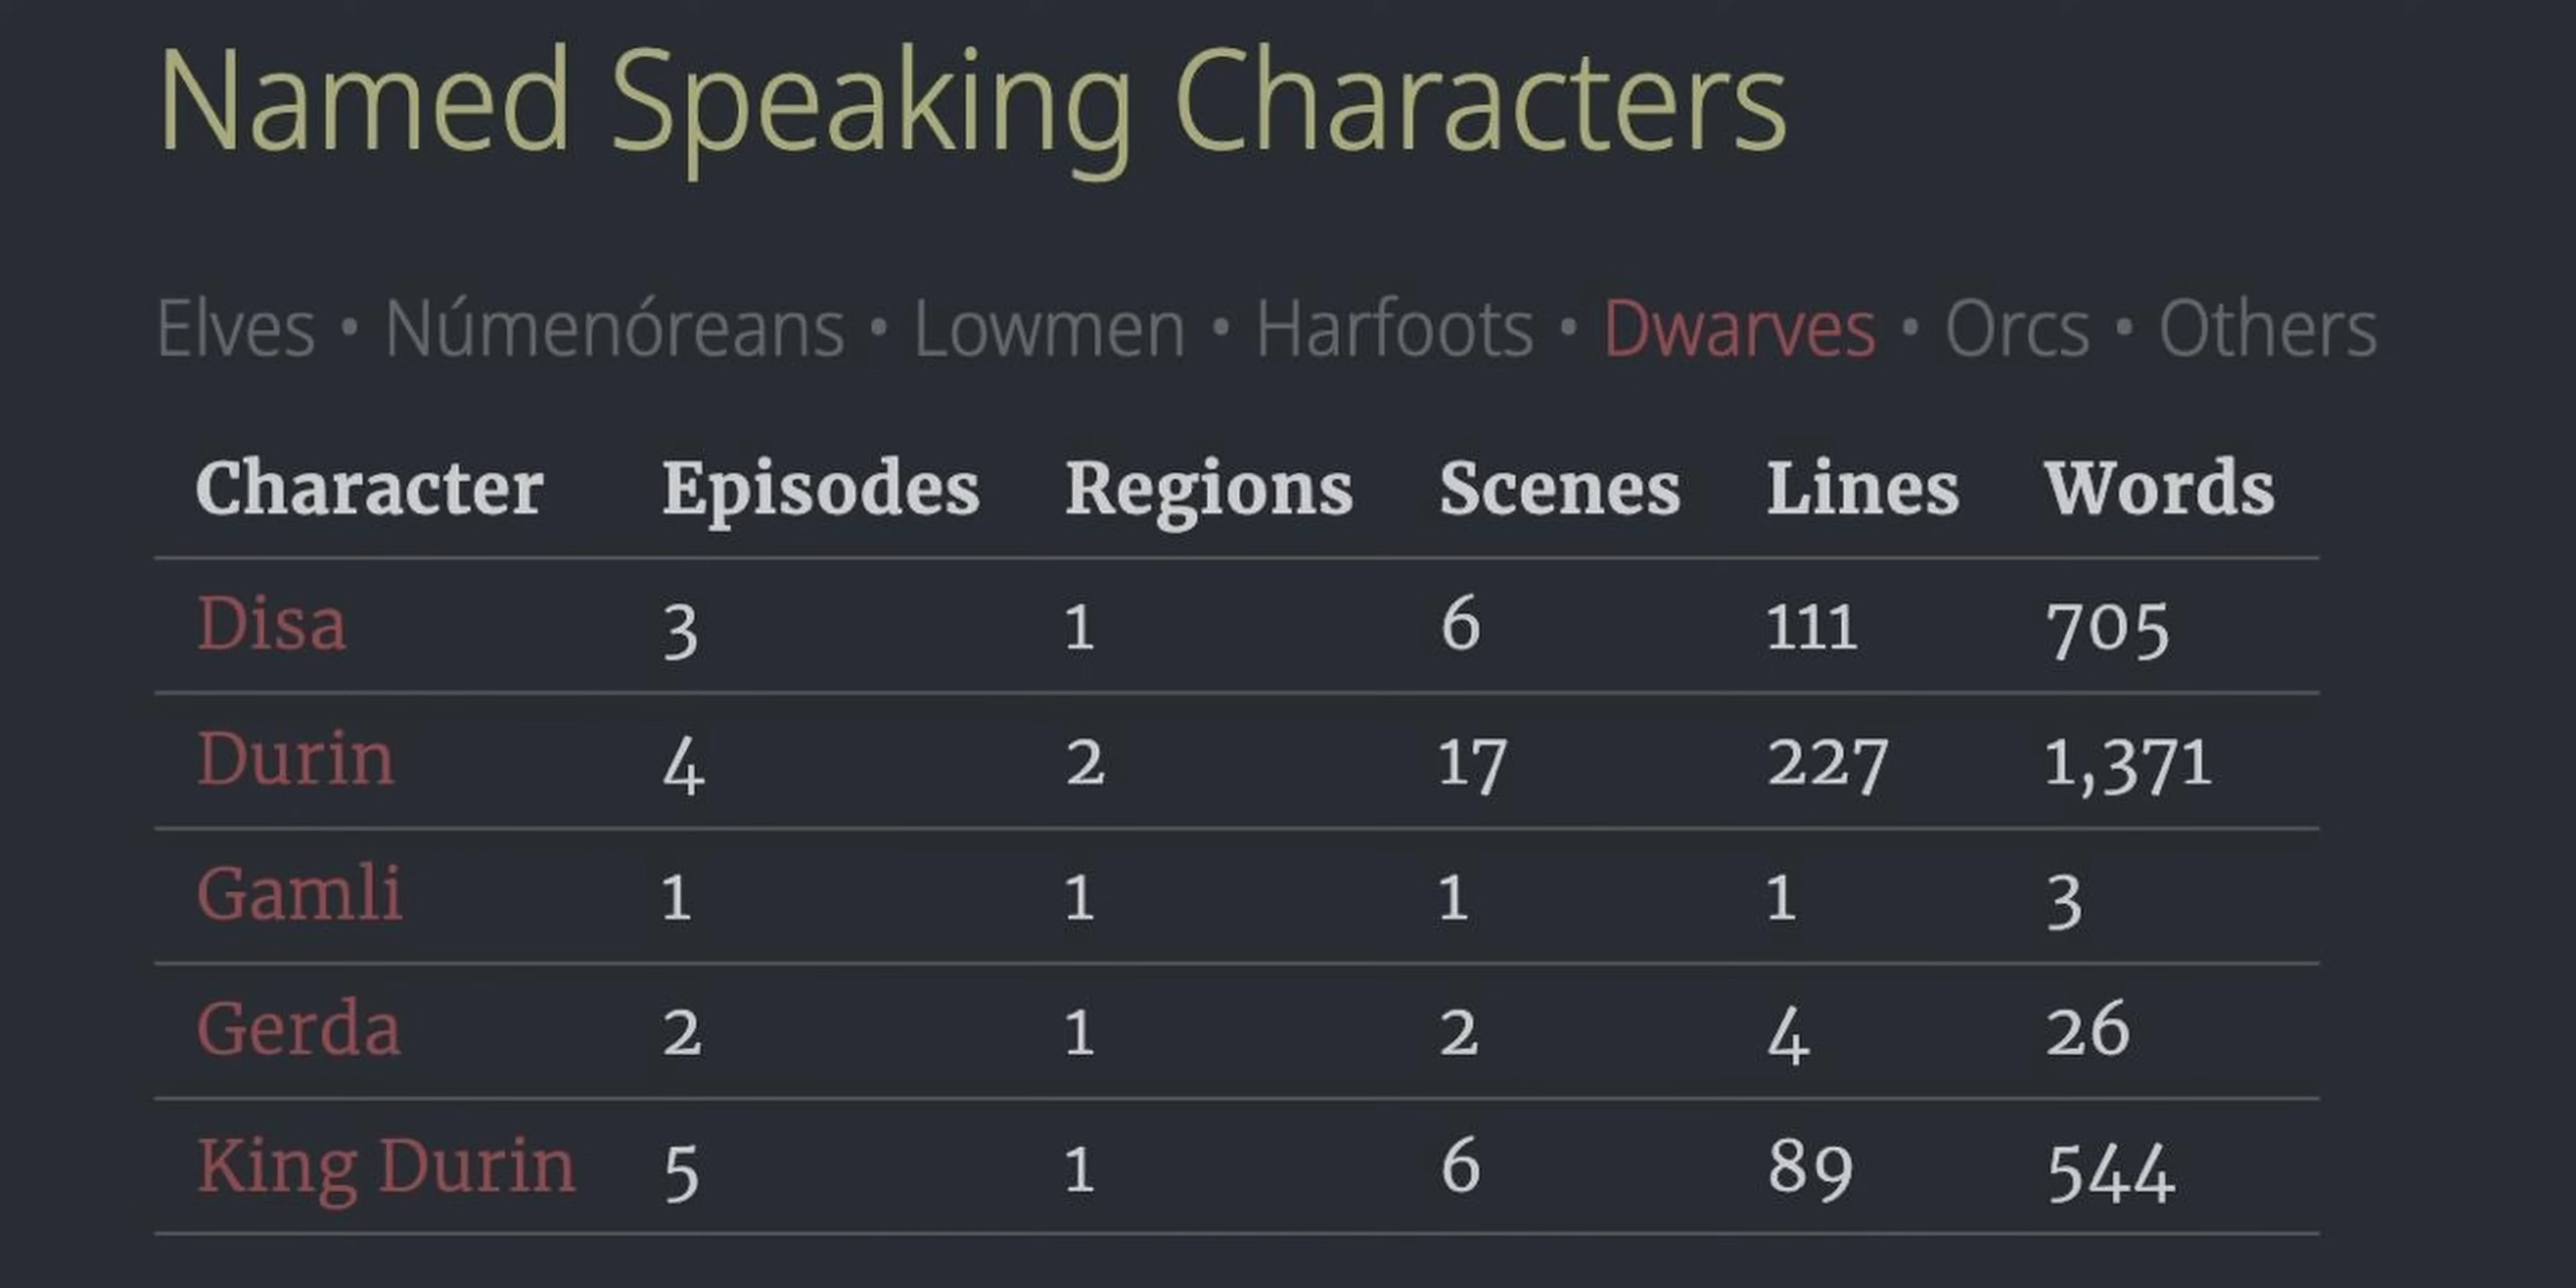 Named Speaking Characters
Elves • Númenóreans • Lowmen • Harfoots • Dwarves • Orcs • Others
Character Episodes Regions Scenes Lines Words
Disa 3 1 6 111 705
Durin 4 2 17 227 1,371
Gamli 1 1 1 1 3
Gerda 2 1 2 4 26
King Durin 5 1 6 89 544